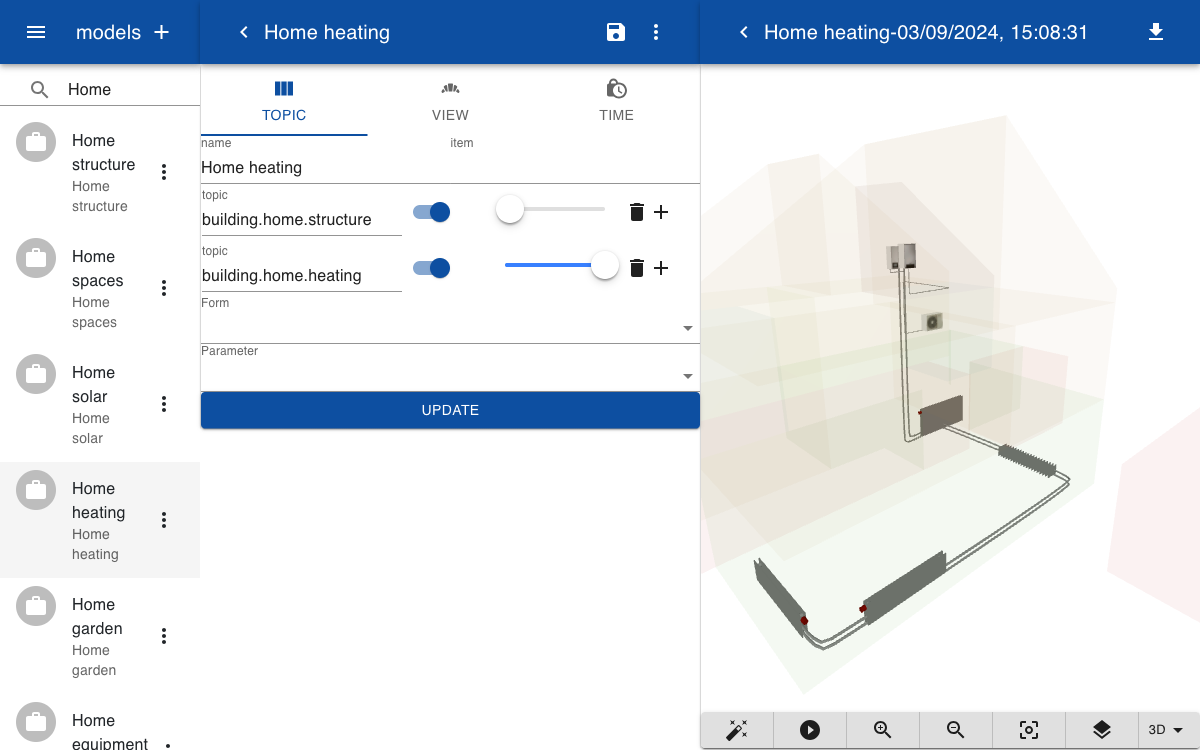 models
Home heating
Home heating-03/09/2024, 15:08:31
Home
Home
structure
Home
structure
Home
spaces
Home
spaces
Home
solar
Home
solar
Home
heating
Home
heating
Home
garden
Home
garden
Home
equipment
TOPIC
VIEW
TIME
name
item
Home heating
topic
building.home.structure
topic
building.home.heating
Form
Parameter
UPDATE
3D